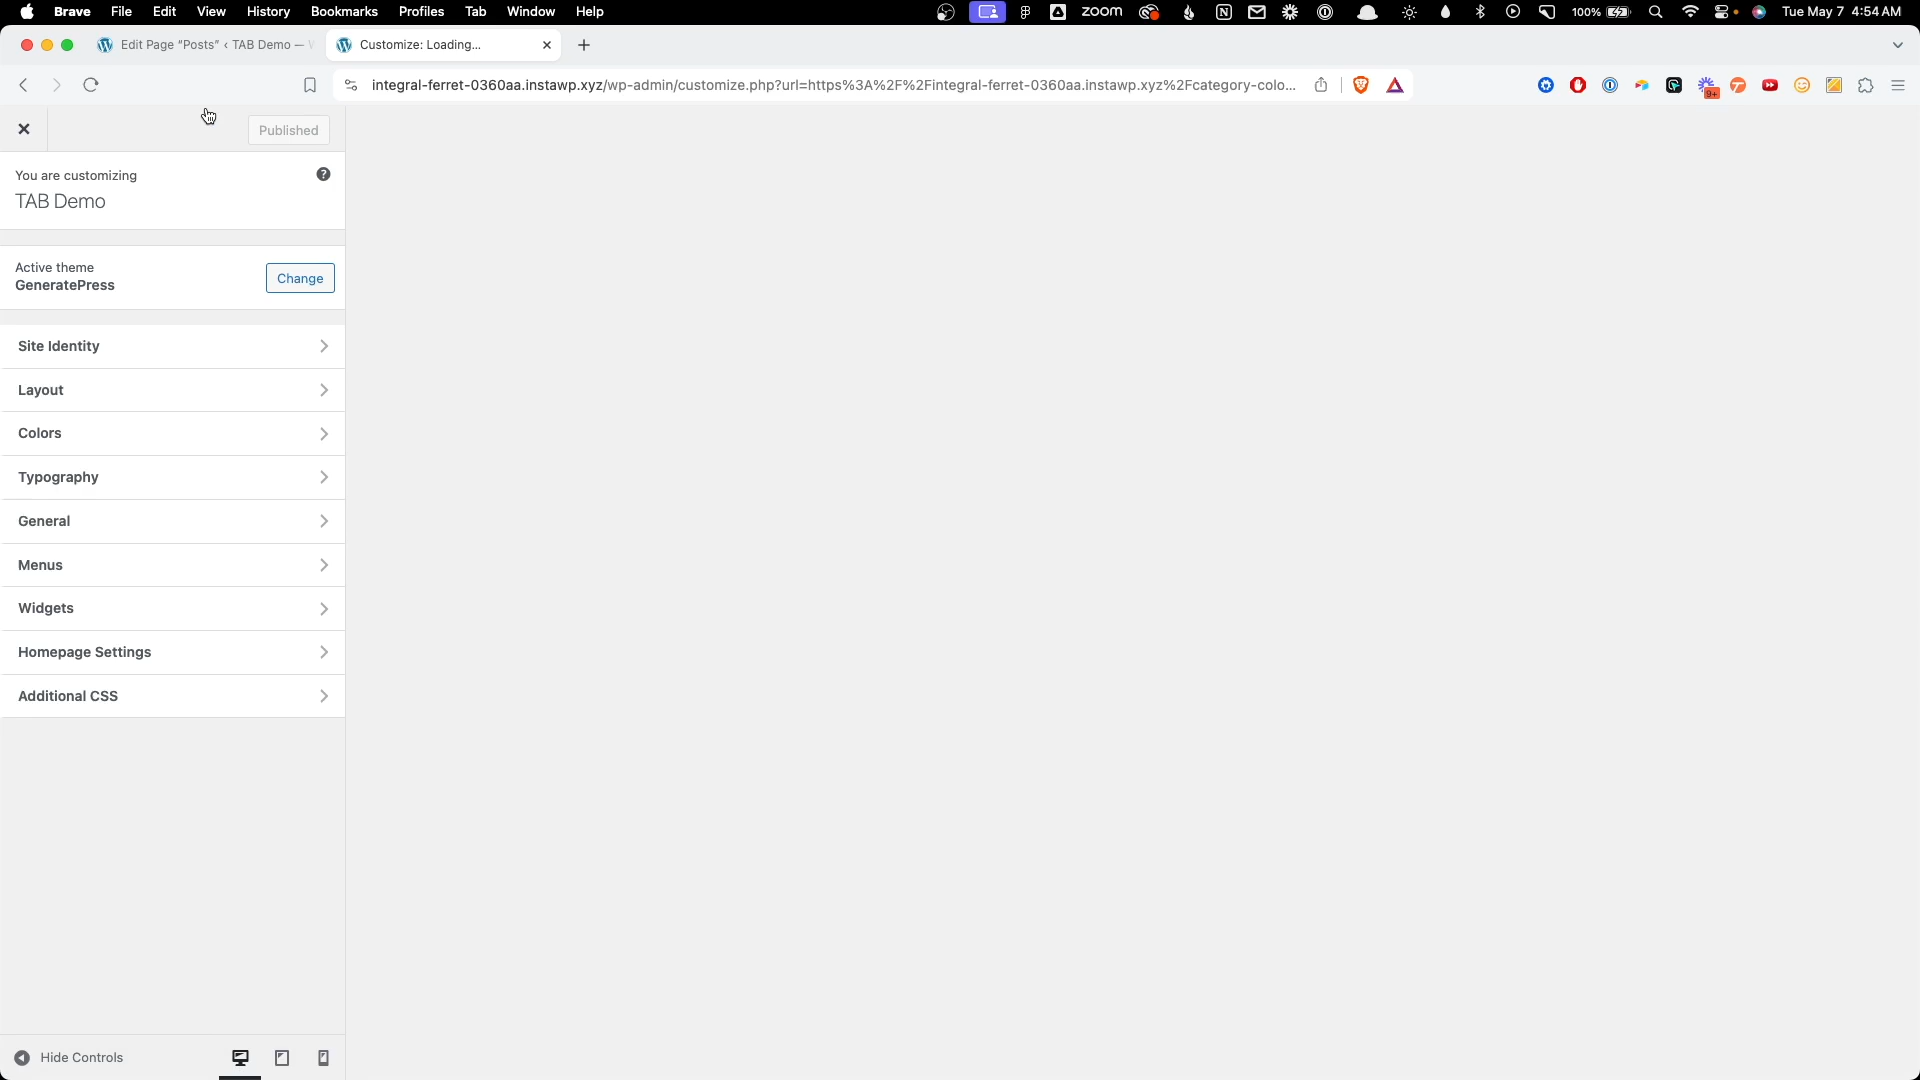 Brave File Edit View History Bookmarks Profiles Tab Window Help zoom 100% Tue May 7 4:54 AM
Edit Page “Posts” ‹ TAB Demo — Customize: Loading...
integral-ferret-0360aa.instawp.xyz/wp-admin/customize.php?url=https%3A%2F%2Fintegral-ferret-0360aa.instawp.xyz%2Fcategory-colo... 9+
Published
You are customizing
TAB Demo
Active theme
GeneratePress
Change
Site Identity
Layout
Colors
Typography
General
Menus
Widgets
Homepage Settings
Additional CSS
Hide Controls